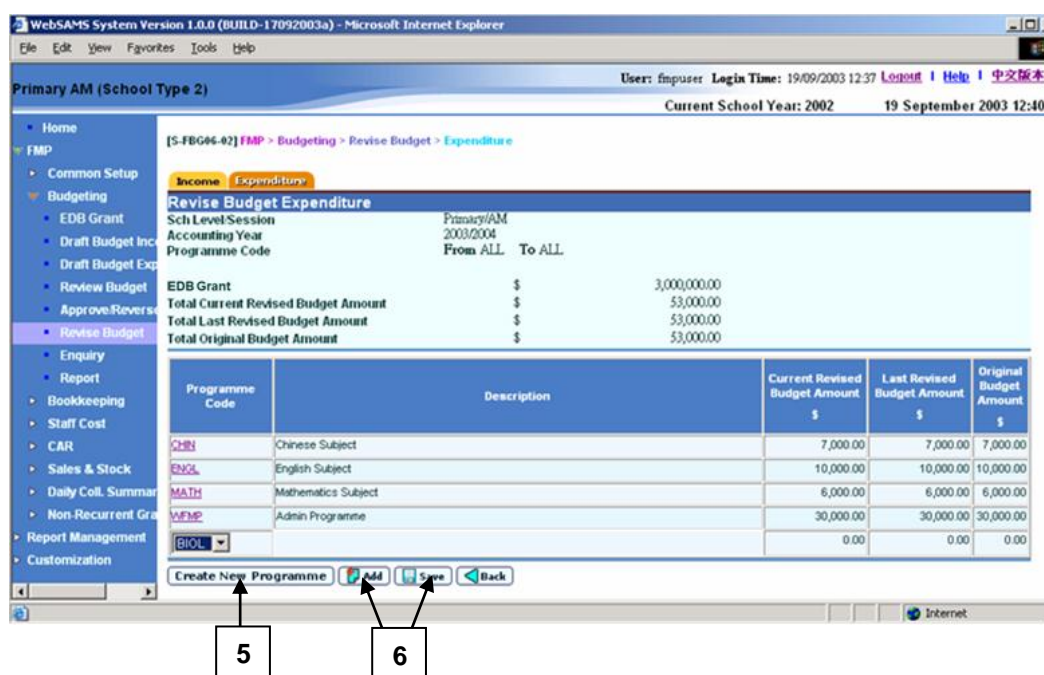 WebSAMS System Version 1.0.0 (BUILD-17092003a) - Microsoft Internet Explorer
File Edit View Favorites Tools Help
Primary AM (School Type 2)
User: fmpuser Login Time: 19/09/2003 12:37 Logout | Help | 中文版本
Current School Year: 2002 19 September 2003 12:40
Home
FMP
Common Setup
Budgeting
EDB Grant
Draft Budget Inco
Draft Budget Exp
Review Budget
Approve/Reverse
Revise Budget
Enquiry
Report
Bookkeeping
Staff Cost
CAR
Sales & Stock
Daily Coll. Summar
Non-Recurrent Gra
Report Management
Customization
[S-FBG06-02] FMP > Budgeting > Revise Budget > Expenditure
Income Expenditure
Revise Budget Expenditure
Sch Level/Session Primary/AM
Accounting Year 2003/2004
Programme Code From ALL To ALL
EDB Grant $ 3,000,000.00
Total Current Revised Budget Amount $ 53,000.00
Total Last Revised Budget Amount $ 53,000.00
Total Original Budget Amount $ 53,000.00
Programme Code Description Current Revised Budget Amount $ Last Revised Budget Amount $ Original Budget Amount $
CHIN Chinese Subject 7,000.00 7,000.00 7,000.00
ENGL English Subject 10,000.00 10,000.00 10,000.00
MATH Mathematics Subject 6,000.00 6,000.00 6,000.00
WFMP Admin Programme 30,000.00 30,000.00 30,000.00
BIOL 0.00 0.00 0.00
Create New Programme Add Save Back
Internet
5 6